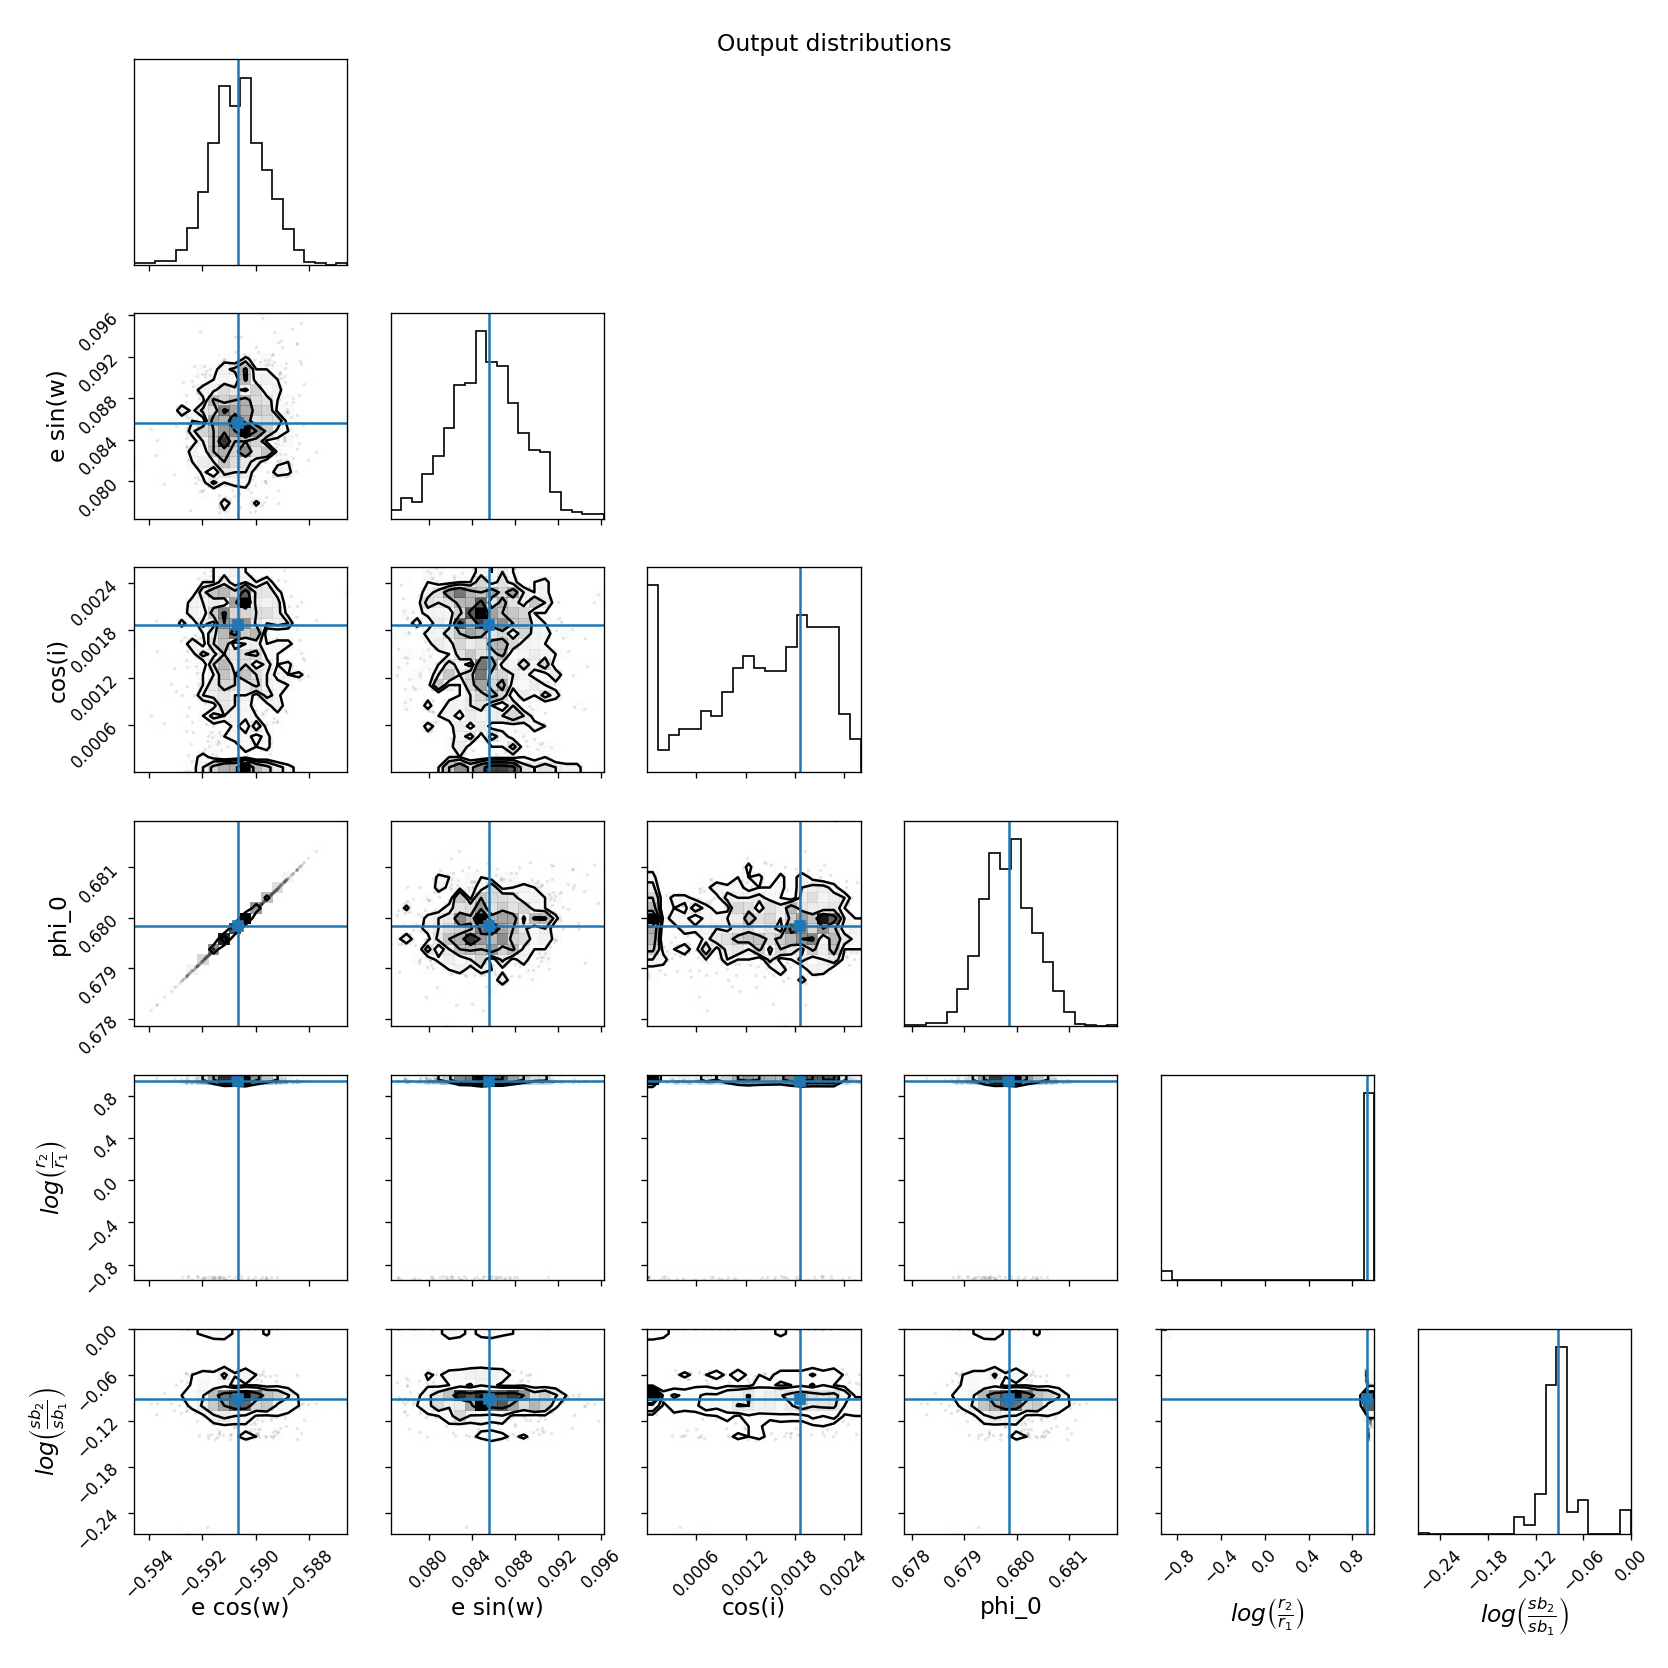 Output distributions
0.096
0.092
0.088
0.084
0.080
e sin(w)
0.0024
0.0018
0.0012
0.0006
cos(i)
0.681
0.680
0.679
0.678
phi_0
0.8
0.4
0.0
−0.4
−0.8
log(r₂/r₁)
0.00
−0.06
−0.12
−0.18
−0.24
log(sb₂/sb₁)
−0.594 −0.592 −0.590 −0.588
e cos(w)
0.080 0.084 0.088 0.092 0.096
e sin(w)
0.0006 0.0012 0.0018 0.0024
cos(i)
0.678 0.679 0.680 0.681
phi_0
−0.8 −0.4 0.0 0.4 0.8
log(r₂/r₁)
−0.24 −0.18 −0.12 −0.06 0.00
log(sb₂/sb₁)